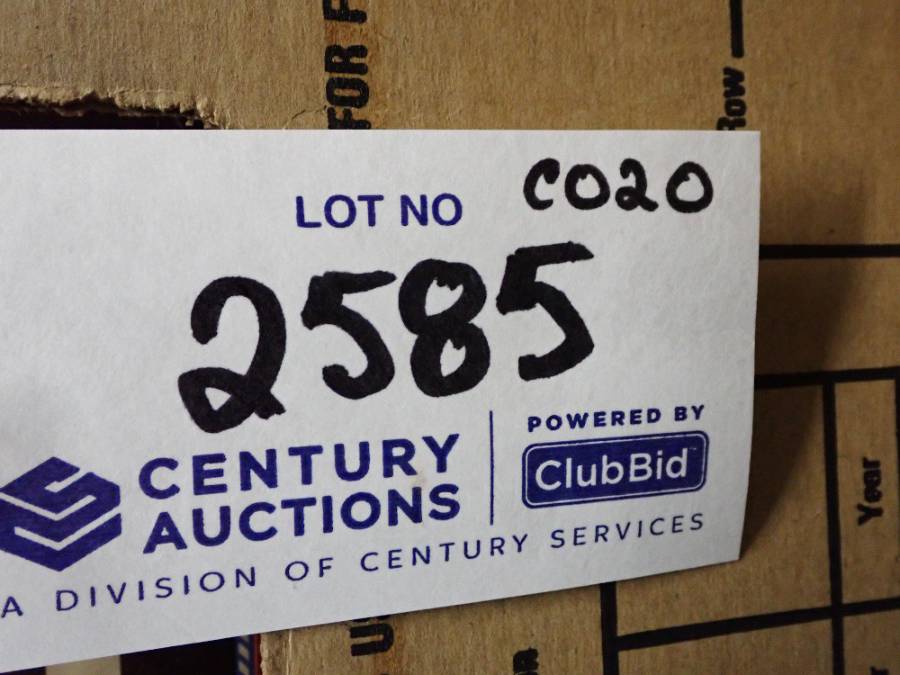 FOR
Row
LOT NO C020
2585
CENTURY
AUCTIONS
POWERED BY
ClubBid
A DIVISION OF CENTURY SERVICES
Year